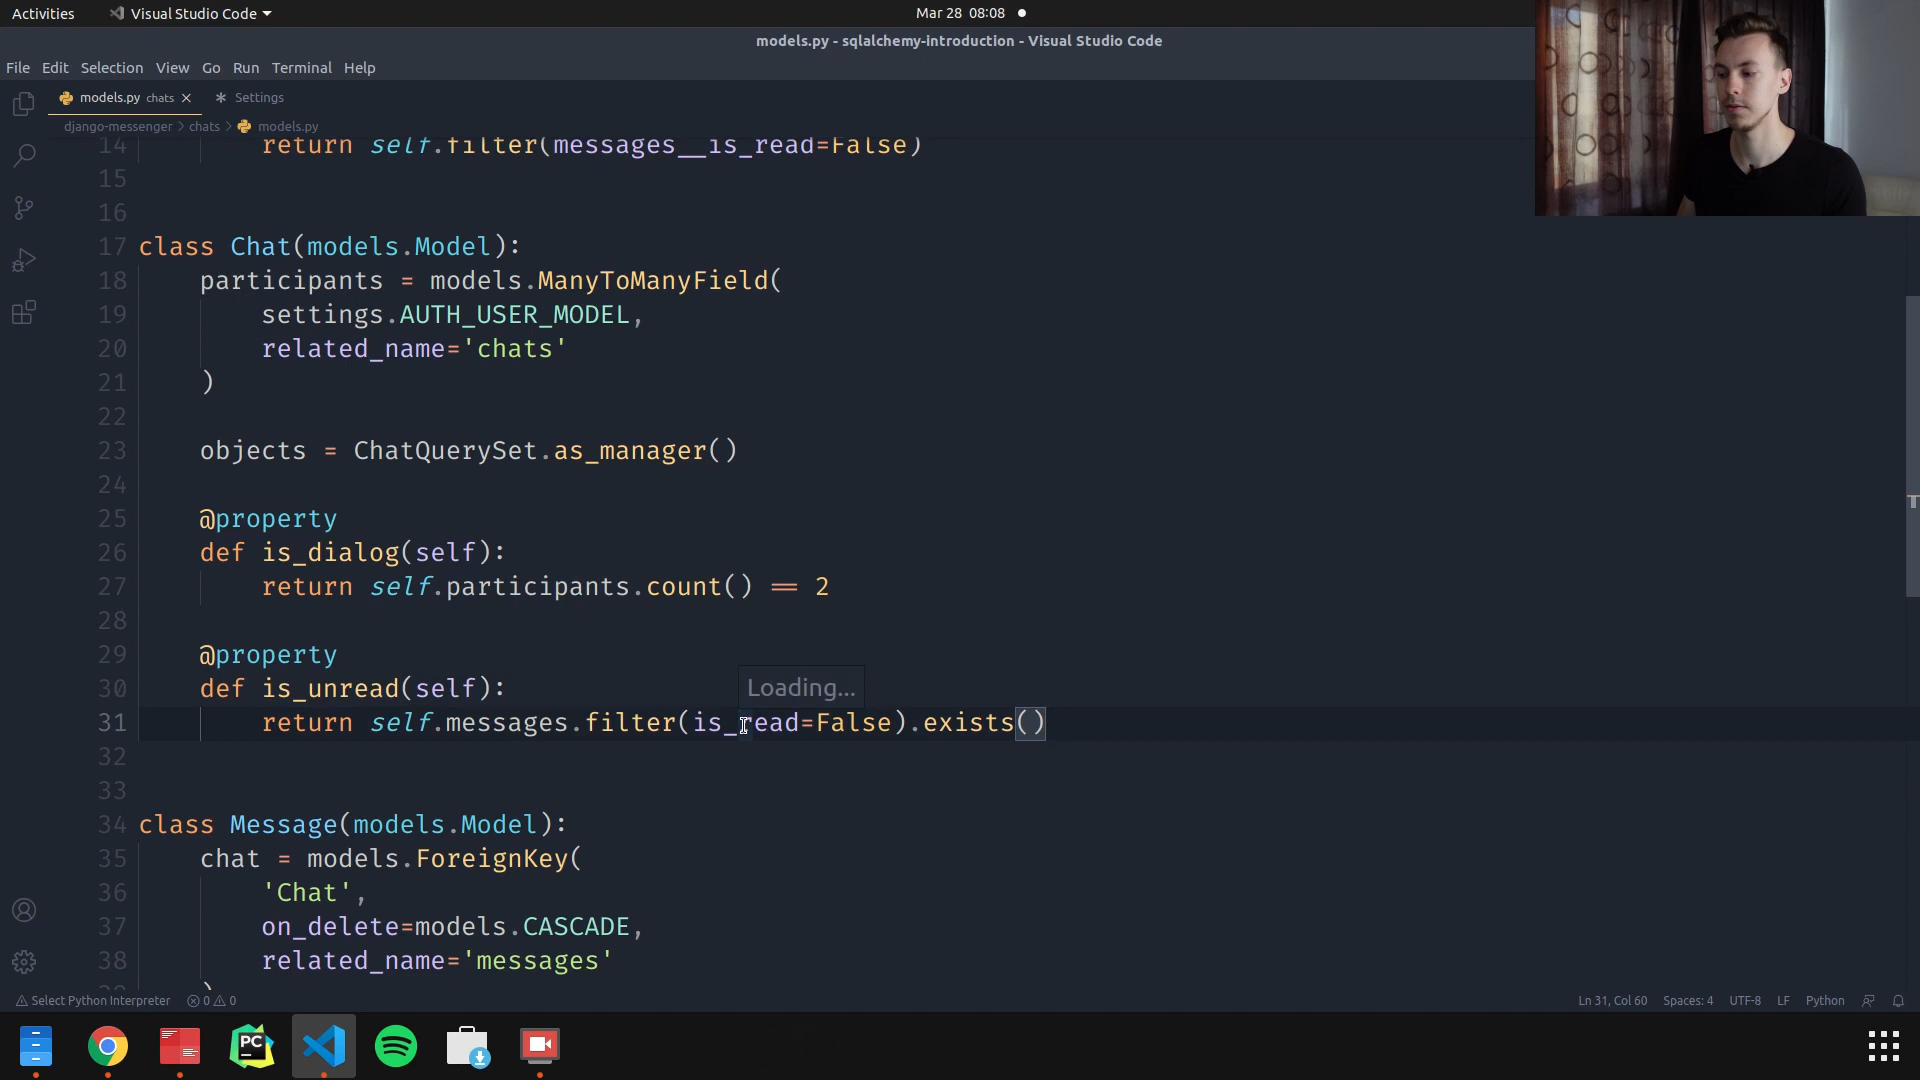 Activities
Visual Studio Code
Mar 28 08:08
models.py - sqlalchemy-introduction - Visual Studio Code
File Edit Selection View Go Run Terminal Help
models.py chats
Settings
django-messenger > chats > models.py
14 return self.filter(messages__is_read=False)
15
16
17 class Chat(models.Model):
18 participants = models.ManyToManyField(
19 settings.AUTH_USER_MODEL,
20 related_name='chats'
21 )
22
23 objects = ChatQuerySet.as_manager()
24
25 @property
26 def is_dialog(self):
27 return self.participants.count() == 2
28
29 @property
30 def is_unread(self):
Loading...
31 return self.messages.filter(is_read=False).exists()
32
33
34 class Message(models.Model):
35 chat = models.ForeignKey(
36 'Chat',
37 on_delete=models.CASCADE,
38 related_name='messages'
39 )
Select Python Interpreter 0 0
Ln 31, Col 60 Spaces: 4 UTF-8 LF Python
PC